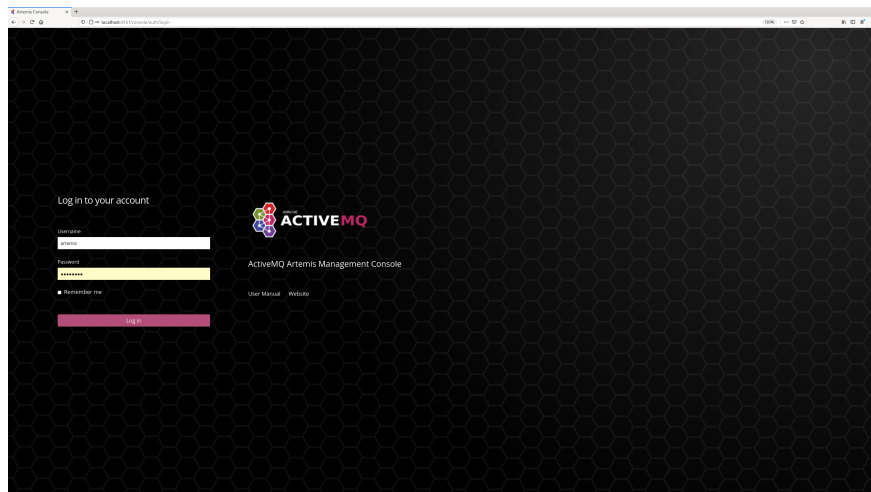 Artemis Console
localhost:8161/console/auth/login
120%
Log in to your account
Username
artemis
Password
Remember me
Log in
APACHE
ACTIVEMQ
ActiveMQ Artemis Management Console
User Manual Website